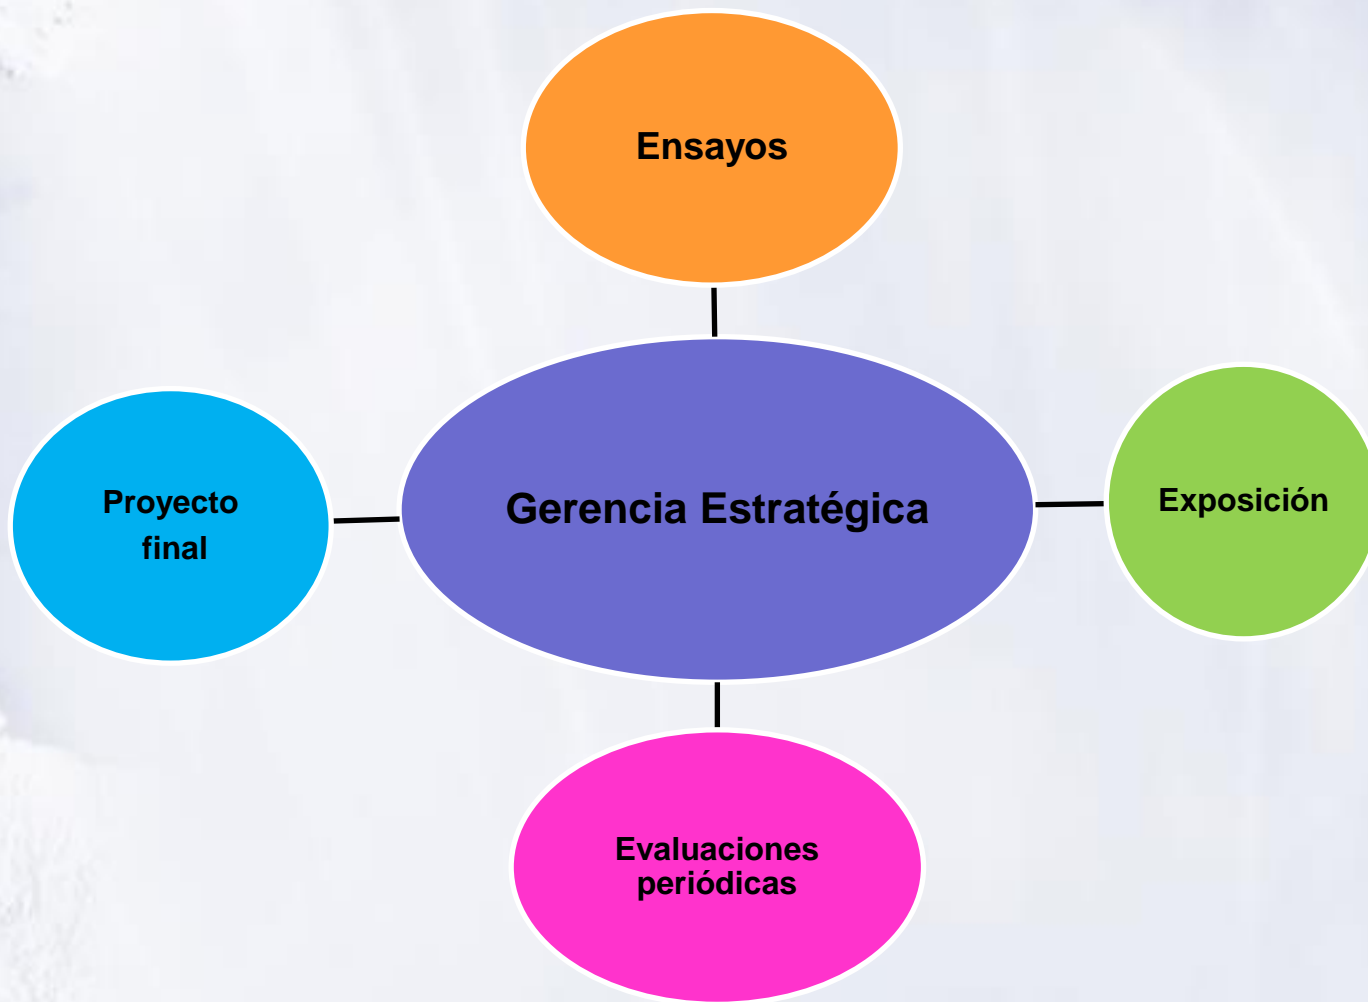 Ensayos
Proyecto
final
Gerencia Estratégica
Exposición
Evaluaciones
periódicas